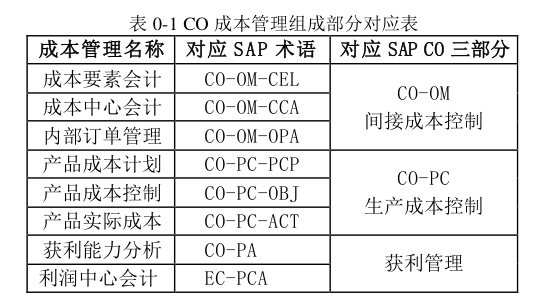 表 0-1 CO 成本管理组成部分对应表
成本管理名称 对应 SAP 术语 对应 SAP CO 三部分
成本要素会计 CO-OM-CEL
成本中心会计 CO-OM-CCA
内部订单管理 CO-OM-OPA
CO-OM
间接成本控制
产品成本计划 CO-PC-PCP
产品成本控制 CO-PC-OBJ
产品实际成本 CO-PC-ACT
CO-PC
生产成本控制
获利能力分析 CO-PA
利润中心会计 EC-PCA
获利管理